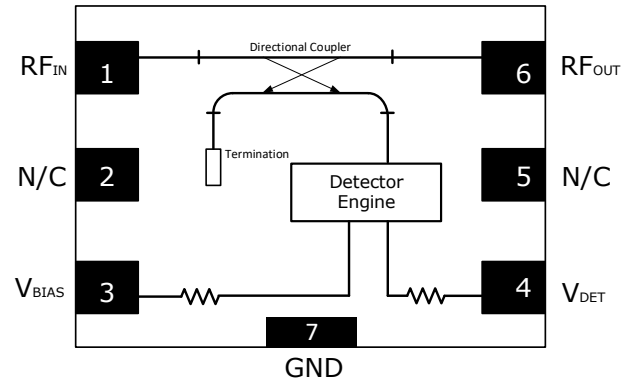 Directional Coupler
RFIN
1
6
RFOUT
Termination
N/C
2
Detector
Engine
5
N/C
VBIAS
3
4
VDET
7
GND